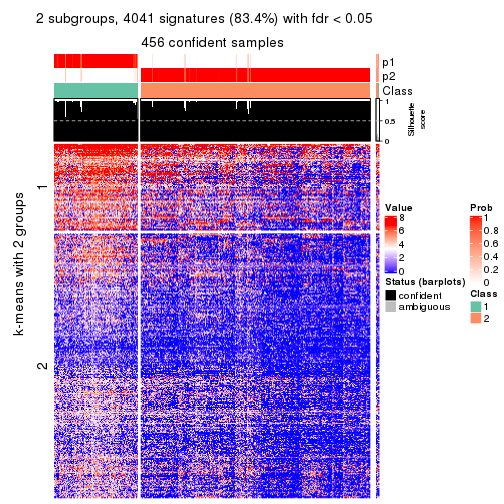 2 subgroups, 4041 signatures (83.4%) with fdr < 0.05
456 confident samples
p1
p2
Class
1
0.5
0
Silhouette
score
k-means with 2 groups
1
2
Value
8
6
4
2
0
Status (barplots)
confident
ambiguous
Prob
1
0.8
0.6
0.4
0.2
0
Class
1
2